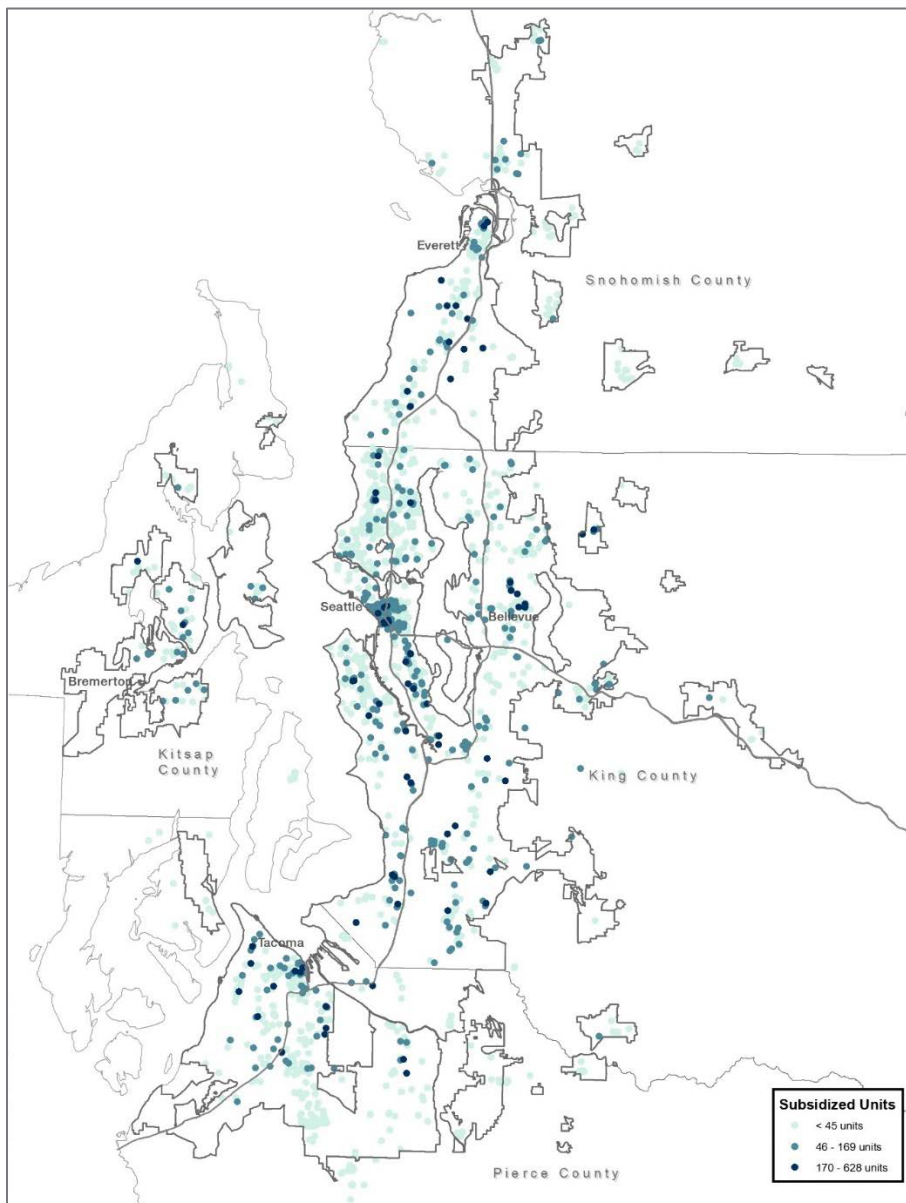 Everett
Snohomish County
Seattle
Bellevue
Bremerton
Kitsap
County
King County
Tacoma
Subsidized Units
< 45 units
46 - 169 units
170 - 628 units
Pierce County